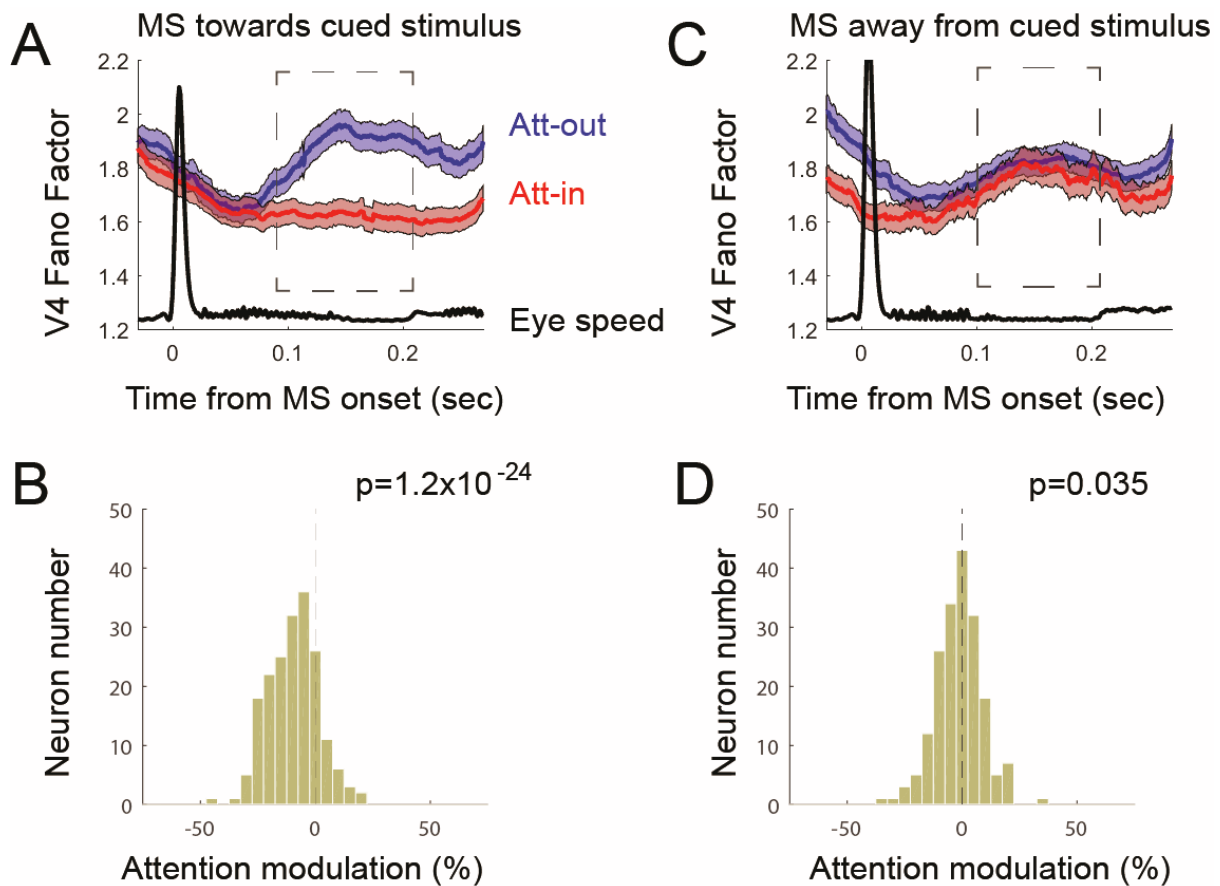 A
MS towards cued stimulus
V4 Fano Factor
2.2
2
1.8
1.6
1.4
1.2
Att-out
Att-in
Eye speed
0
0.1
0.2
Time from MS onset (sec)
C
MS away from cued stimulus
V4 Fano Factor
2.2
2
1.8
1.6
1.4
1.2
0
0.1
0.2
Time from MS onset (sec)
B
p=1.2x10 -24
Neuron number
50
40
30
20
10
0
-50
0
50
Attention modulation (%)
D
p=0.035
Neuron number
50
40
30
20
10
0
-50
0
50
Attention modulation (%)